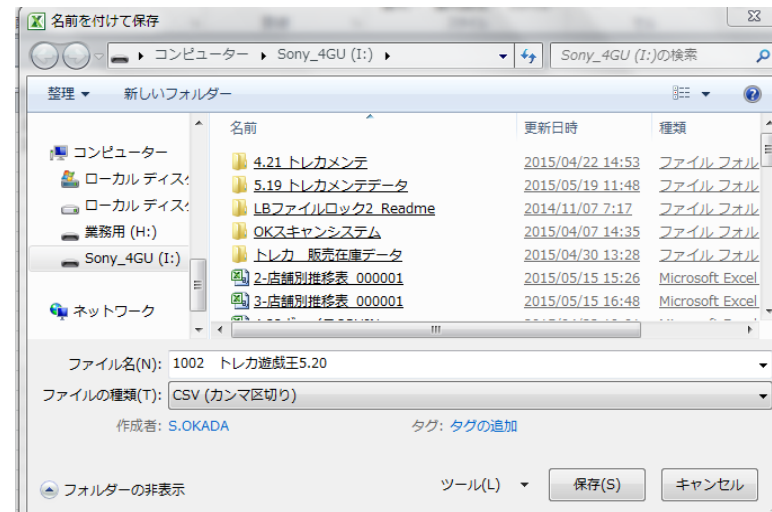 名前を付けて保存
コンピューター Sony_4GU (I:)
Sony_4GU (I:)の検索
整理 新しいフォルダー
名前 更新日時 種類
コンピューター
ローカル ディス
ローカル ディス
業務用 (H:)
Sony_4GU (I:)
ネットワーク
4.21 トレカメンテ 2015/04/22 14:53 ファイル フォル
5.19 トレカメンテデータ 2015/05/19 11:48 ファイル フォル
LBファイルロック2_Readme 2014/11/07 7:17 ファイル フォル
OKスキャンシステム 2015/04/07 14:35 ファイル フォル
トレカ 販売在庫データ 2015/04/30 13:28 ファイル フォル
2-店舗別推移表_000001 2015/05/15 15:26 Microsoft Excel
3-店舗別推移表_000001 2015/05/15 16:48 Microsoft Excel
ファイル名(N): 1002 トレカ遊戯王5.20
ファイルの種類(T): CSV (カンマ区切り)
作成者: S.OKADA タグ: タグの追加
フォルダーの非表示 ツール(L) 保存(S) キャンセル